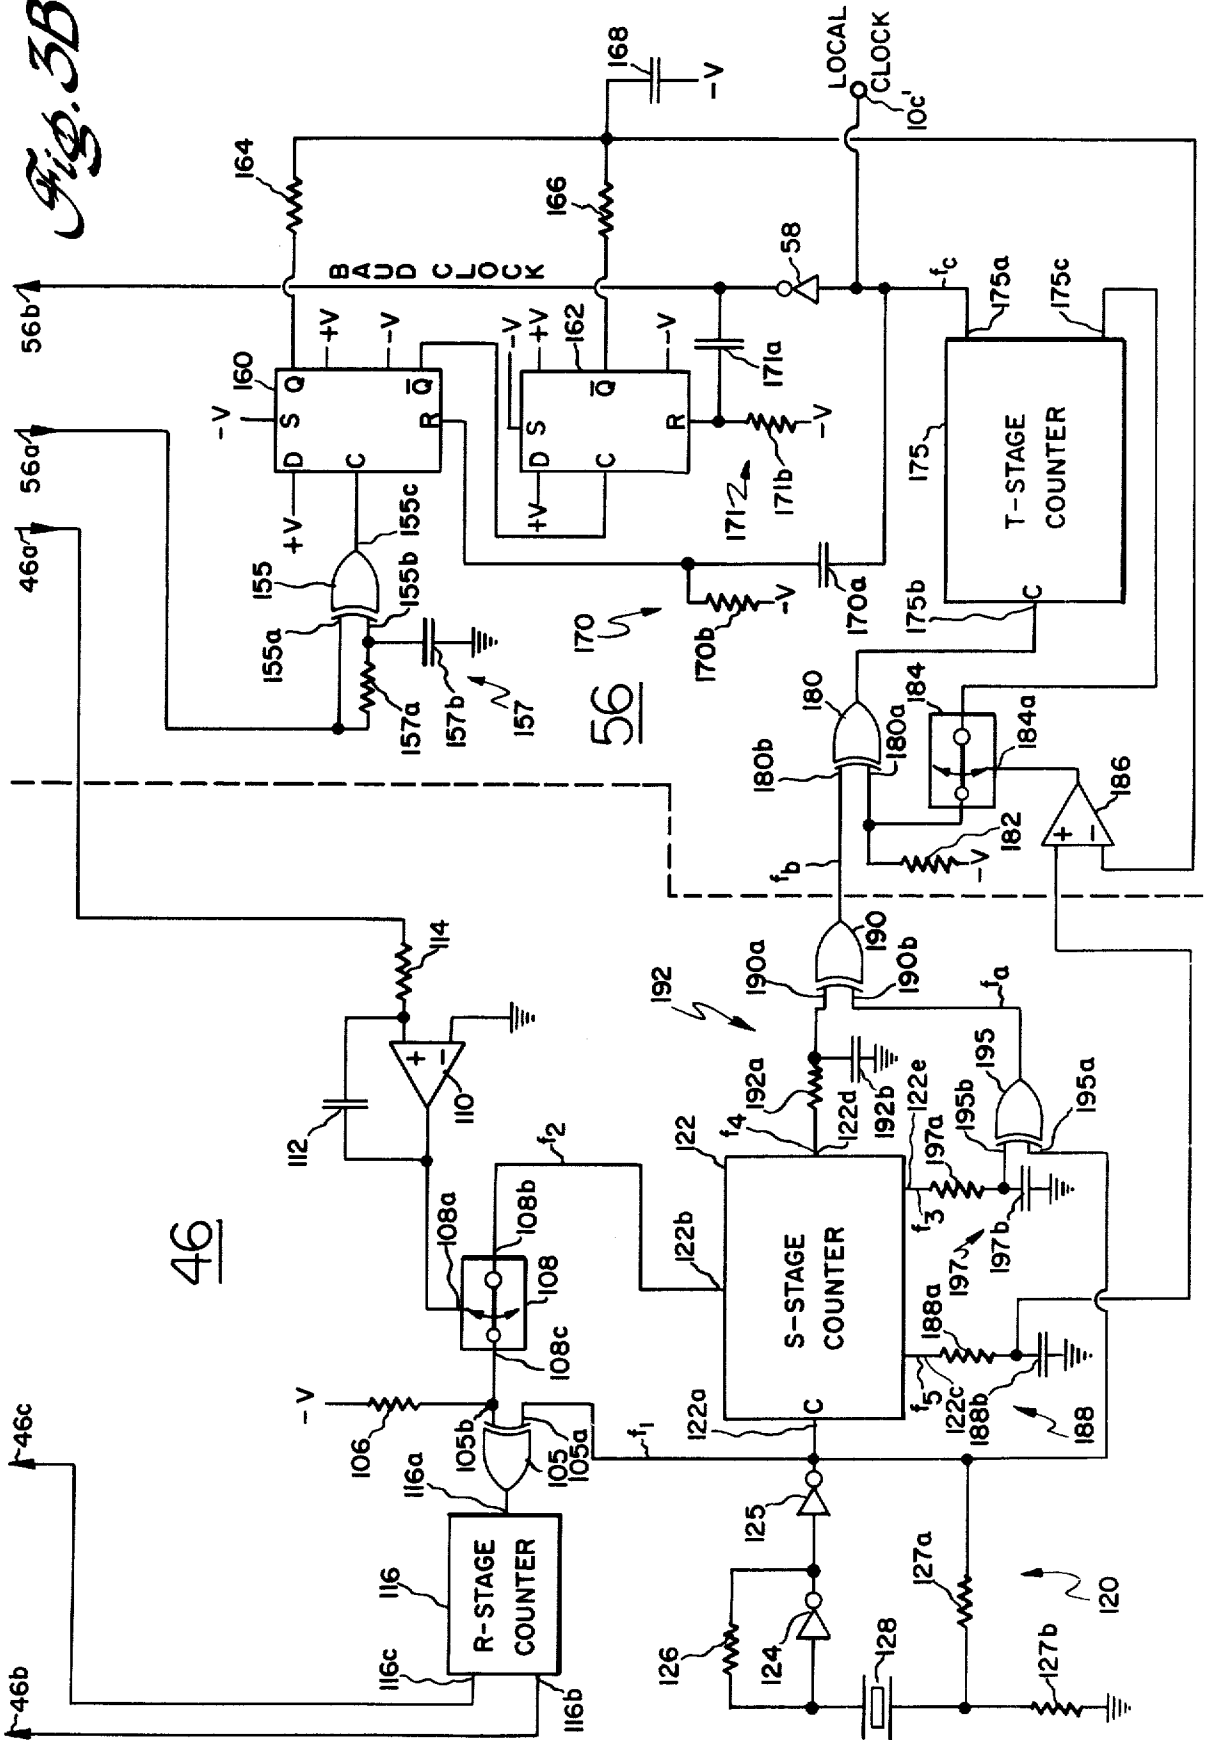 Fig. 3B
46b
46c
46a
56a
56b
116
116c
116b
116a
R-STAGE
COUNTER
-V
106
105b
105
105a
108c
108
108a
108b
f2
112
110
+
-
114
46
155a
155
155b
155c
157a
157b
157
+V
D
S
Q
C
R
Q̅
-V
160
+V
-V
164
BAUD CLOCK
+V
D
S
C
R
Q̅
-V
+V
162
-V
166
168
-V
56
170
170b
-V
170a
171
171b
-V
171a
58
LOCAL
CLOCK
10c'
fc
175
175a
175c
175b
C
T-STAGE
COUNTER
180
180b
180a
184
184a
182
-V
186
+
-
fb
190
190a
190b
fa
192
192a
192b
f4
122d
122
122b
122a
C
S-STAGE
COUNTER
122e
f3
197a
197b
197
195b
195
195a
f5
122c
188a
188b
188
f1
125
126
124
128
127a
127b
120